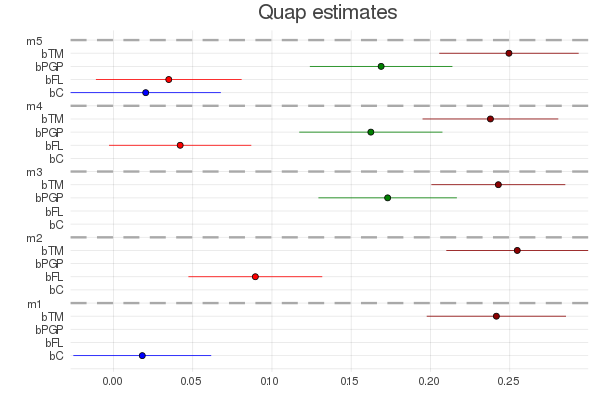 Quap estimates
m5
bTM
bPGP
bFL
bC
m4
bTM
bPGP
bFL
bC
m3
bTM
bPGP
bFL
bC
m2
bTM
bPGP
bFL
bC
m1
bTM
bPGP
bFL
bC
0.00 0.05 0.10 0.15 0.20 0.25